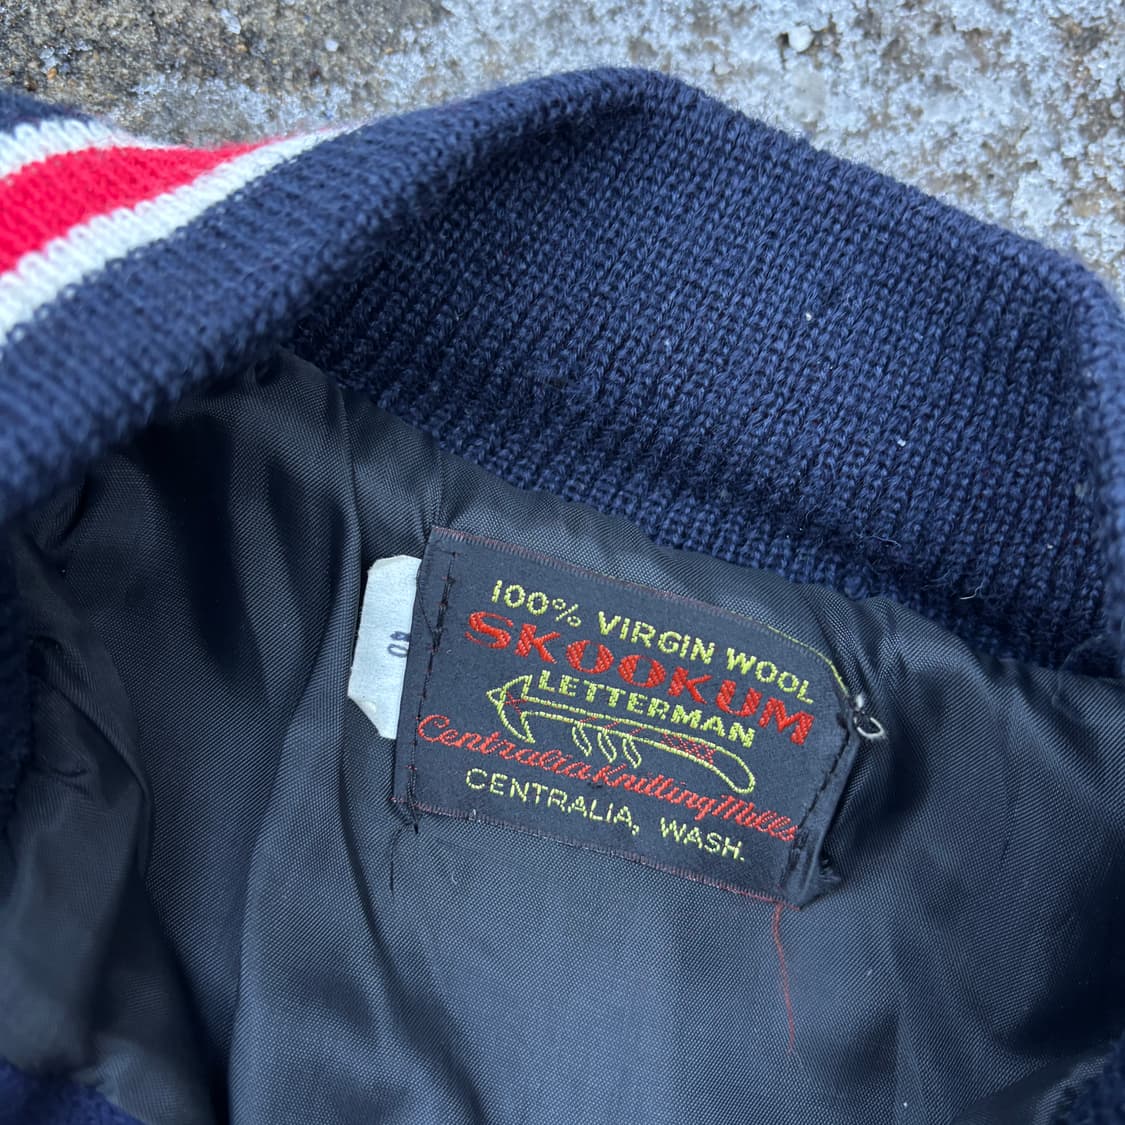 100% VIRGIN WOOL
SKOOKUM
LETTERMAN
Centralia Knitting Mills
CENTRALIA, WASH.